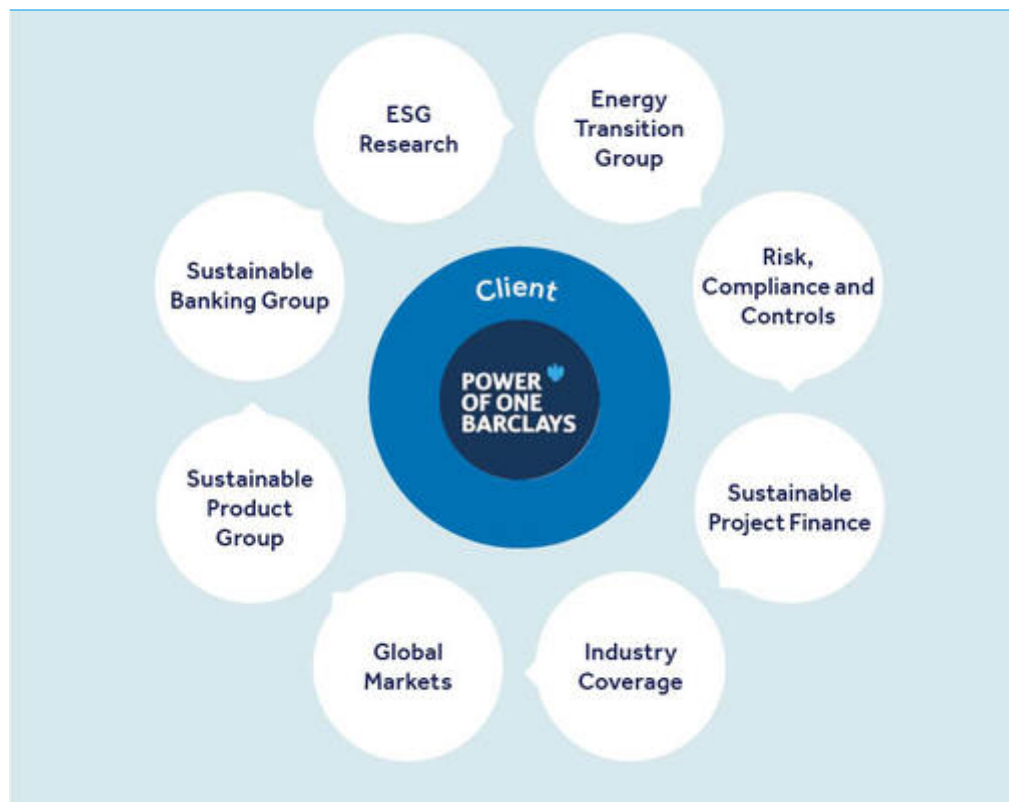 ESG
Research
Energy
Transition
Group
Risk,
Compliance and
Controls
Sustainable
Project Finance
Industry
Coverage
Global
Markets
Sustainable
Product
Group
Sustainable
Banking Group
Client
POWER
OF ONE
BARCLAYS